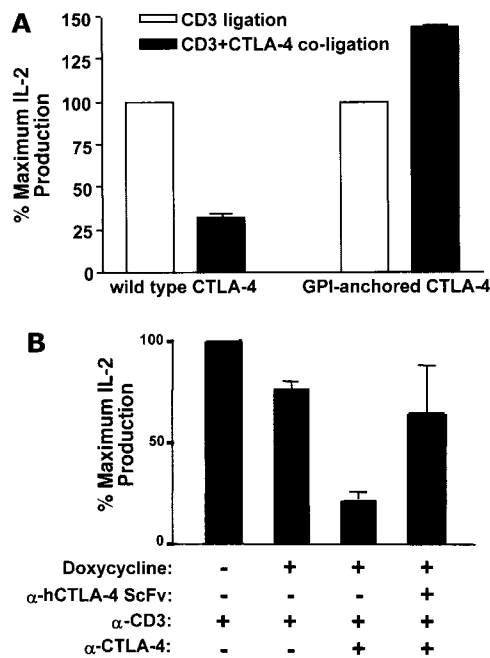 A
CD3 ligation
CD3+CTLA-4 co-ligation
% Maximum IL-2
Production
150
125
100
75
50
25
0
wild type CTLA-4
GPI-anchored CTLA-4
B
% Maximum IL-2
Production
100
50
0
Doxycycline: - + + +
α-hCTLA-4 ScFv: - - - +
α-CD3: + + + +
α-CTLA-4: - - + +